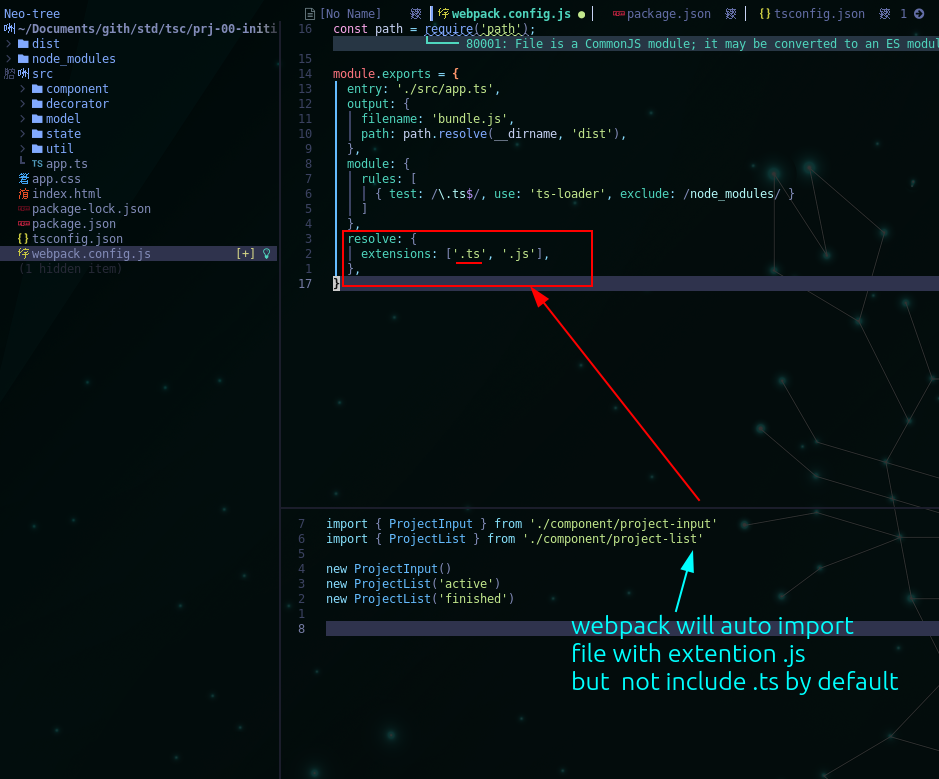 Neo-tree
[No Name] webpack.config.js ● package.json tsconfig.json 1
~/Documents/gith/std/tsc/prj-00-initi
dist
node_modules
src
component
decorator
model
state
util
TS app.ts
app.css
index.html
package-lock.json
package.json
{} tsconfig.json
webpack.config.js [+]
(1 hidden item)
16 const path = require('path');
80001: File is a CommonJS module; it may be converted to an ES modul
15
14 module.exports = {
13 entry: './src/app.ts',
12 output: {
11 filename: 'bundle.js',
10 path: path.resolve(__dirname, 'dist'),
9 },
8 module: {
7 rules: [
6 { test: /\.ts$/, use: 'ts-loader', exclude: /node_modules/ }
5 ]
4 },
3 resolve: {
2 extensions: ['.ts', '.js'],
1 },
17 }
7 import { ProjectInput } from './component/project-input'
6 import { ProjectList } from './component/project-list'
5
4 new ProjectInput()
3 new ProjectList('active')
2 new ProjectList('finished')
1
8
webpack will auto import
file with extention .js
but not include .ts by default